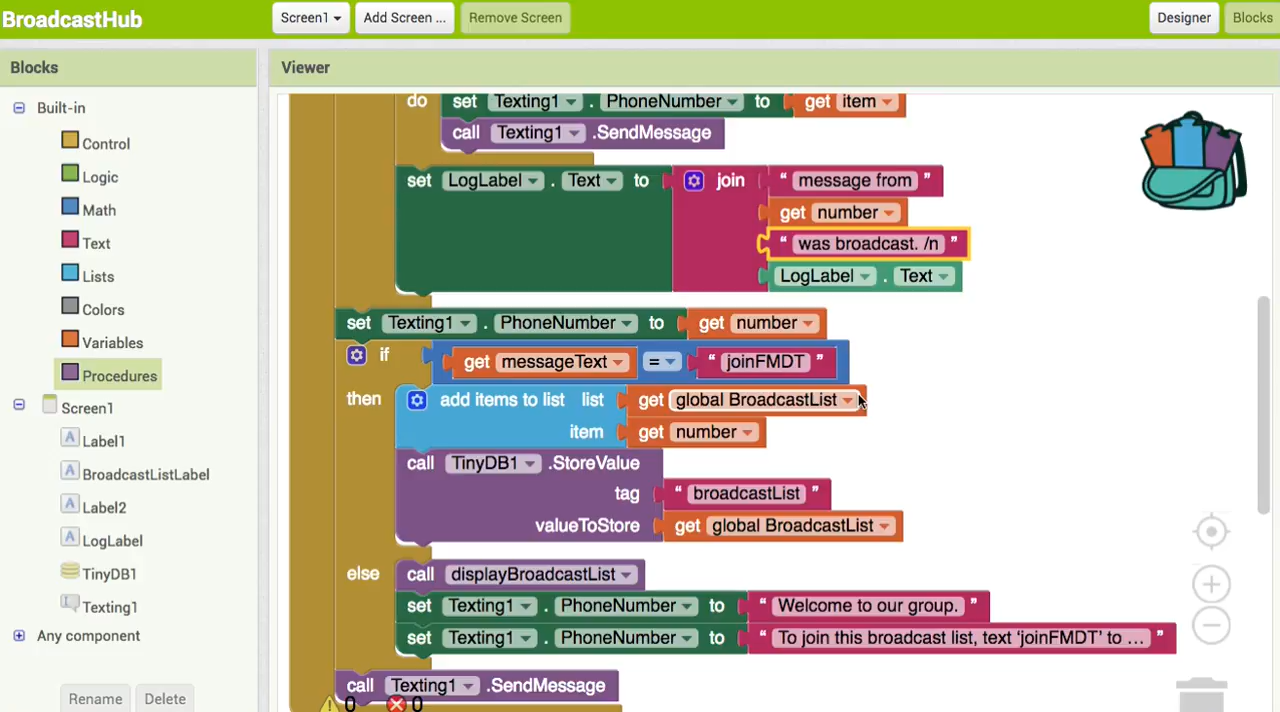 BroadcastHub Screen1 Add Screen ... Remove Screen Designer Blocks
Blocks Viewer
Built-in
Control
Logic
Math
Text
Lists
Colors
Variables
Procedures
Screen1
Label1
BroadcastListLabel
Label2
LogLabel
TinyDB1
Texting1
Any component
Rename Delete
do set Texting1 . PhoneNumber to get item
call Texting1 .SendMessage
set LogLabel . Text to join “ message from ”
get number
“ was broadcast. /n ”
LogLabel . Text
set Texting1 . PhoneNumber to get number
if get messageText = “ joinFMDT ”
then add items to list list get global BroadcastList
item get number
call TinyDB1 .StoreValue
tag “ broadcastList ”
valueToStore get global BroadcastList
else call displayBroadcastList
set Texting1 . PhoneNumber to “ Welcome to our group. ”
set Texting1 . PhoneNumber to “ To join this broadcast list, text ‘joinFMDT’ to ... ”
call Texting1 .SendMessage
0 0